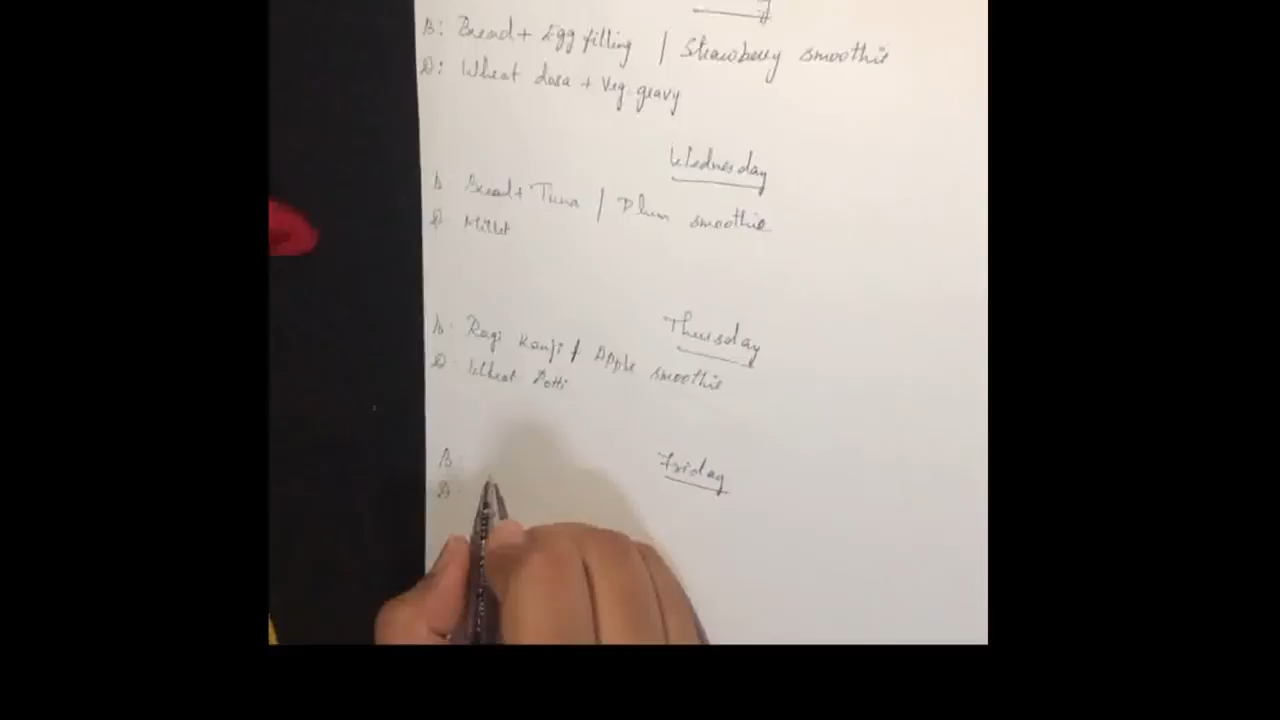 B: Bread + Egg filling / Strawberry smoothie
D: Wheat dosa + Veg. gravy
Wednesday
B. Bread + Tuna / Plum smoothie
D Millet
Thursday
B. Ragi Kanji / Apple smoothie
D. Wheat Rotti
Friday
B.
D.